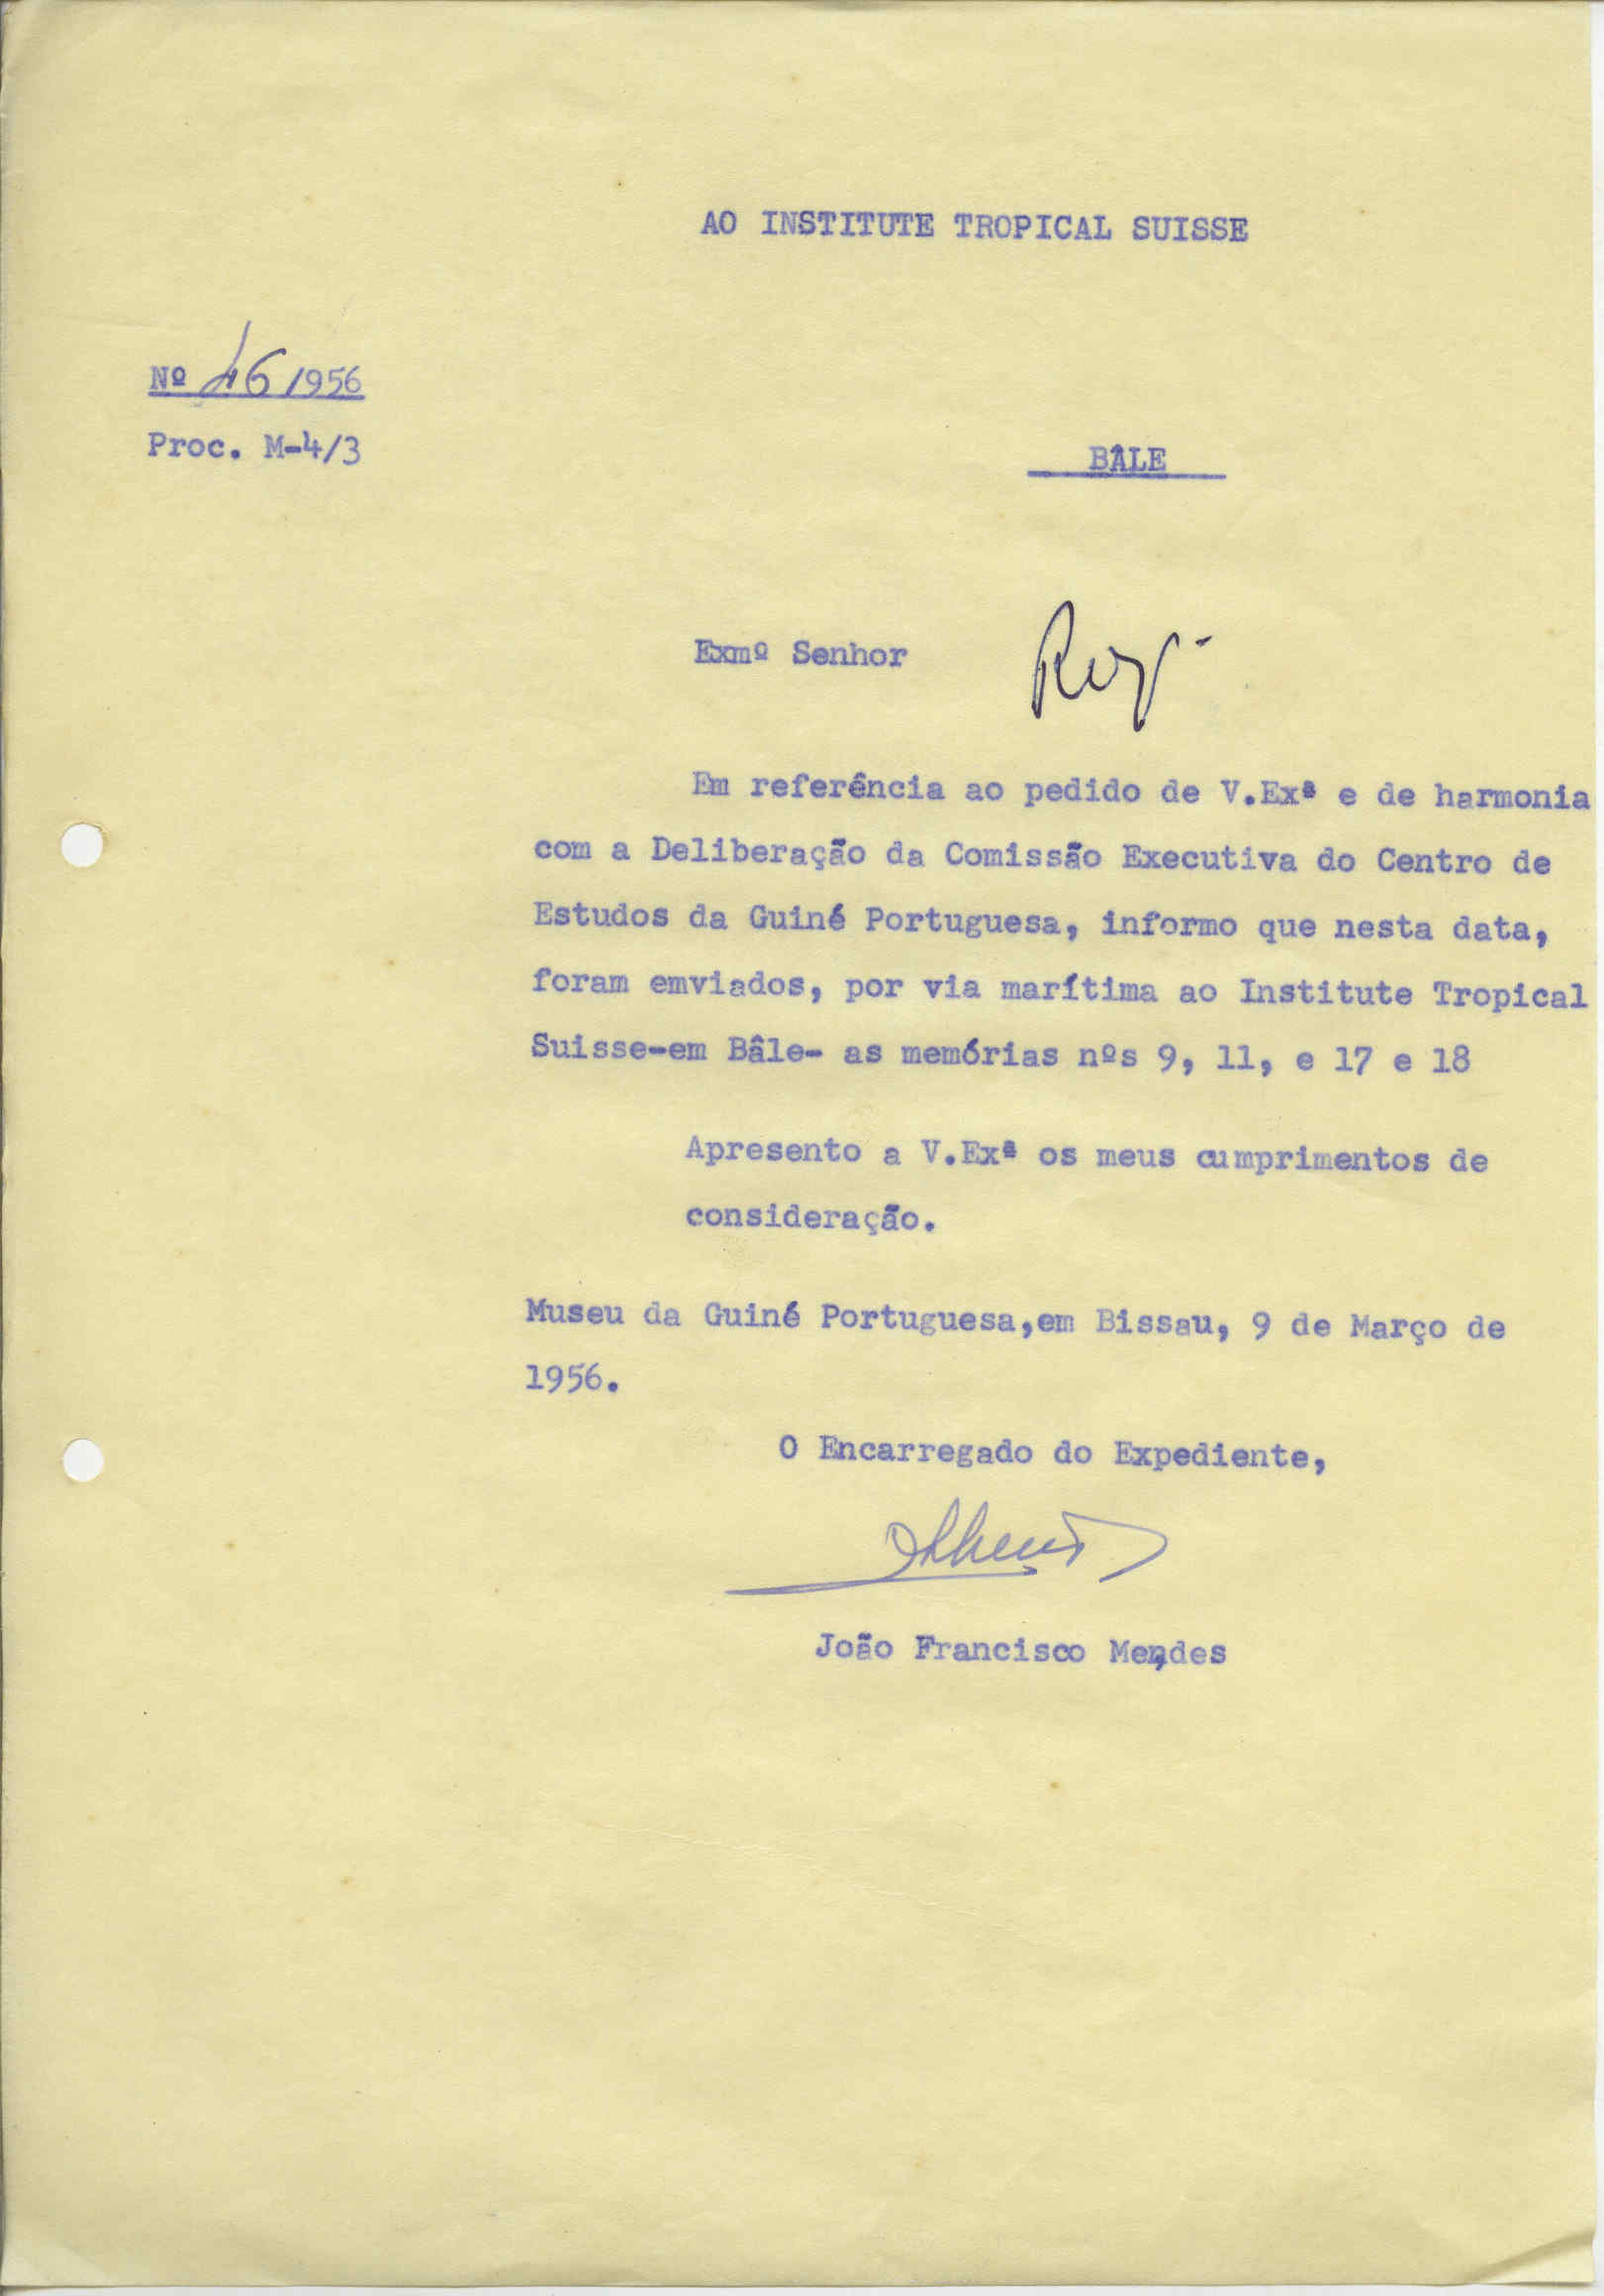 AO INSTITUTE TROPICAL SUISSE
Nº 46/1956
Proc. M-4/3
BÂLE
Exmº Senhor
Em referência ao pedido de V.Exª e de harmonia
com a Deliberação da Comissão Executiva do Centro de
Estudos da Guiné Portuguesa, informo que nesta data,
foram emviados, por via marítima ao Institute Tropical
Suisse-em Bâle- as memórias nºs 9, 11, e 17 e 18
Apresento a V.Exª os meus cumprimentos de
consideração.
Museu da Guiné Portuguesa,em Bissau, 9 de Março de
1956.
O Encarregado do Expediente,
João Francisco Mendes